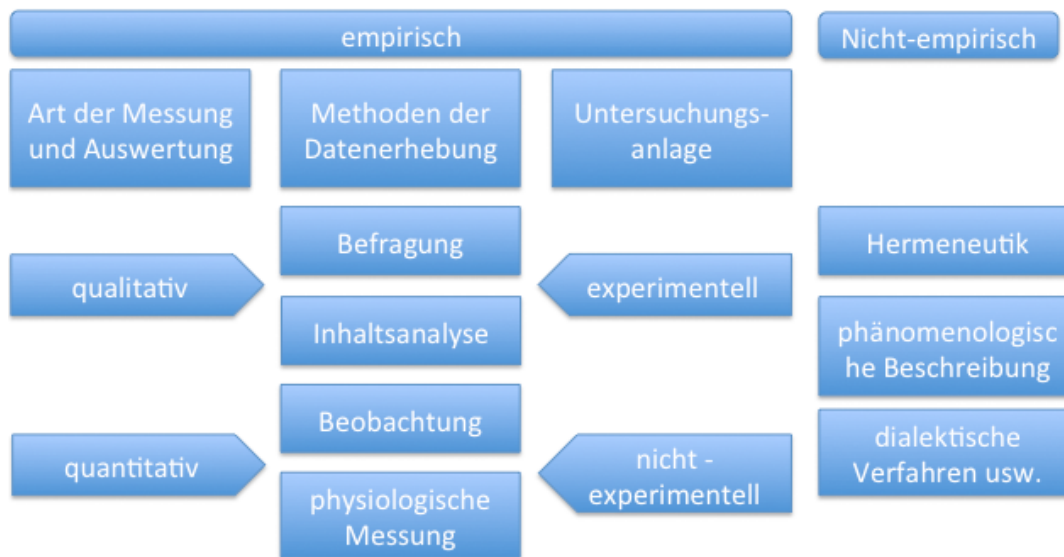 empirisch
Nicht-empirisch
Art der Messung
und Auswertung
Methoden der
Datenerhebung
Untersuchungs-
anlage
qualitativ
quantitativ
Befragung
Inhaltsanalyse
Beobachtung
physiologische
Messung
experimentell
nicht -
experimentell
Hermeneutik
phänomenologisc
he Beschreibung
dialektische
Verfahren usw.